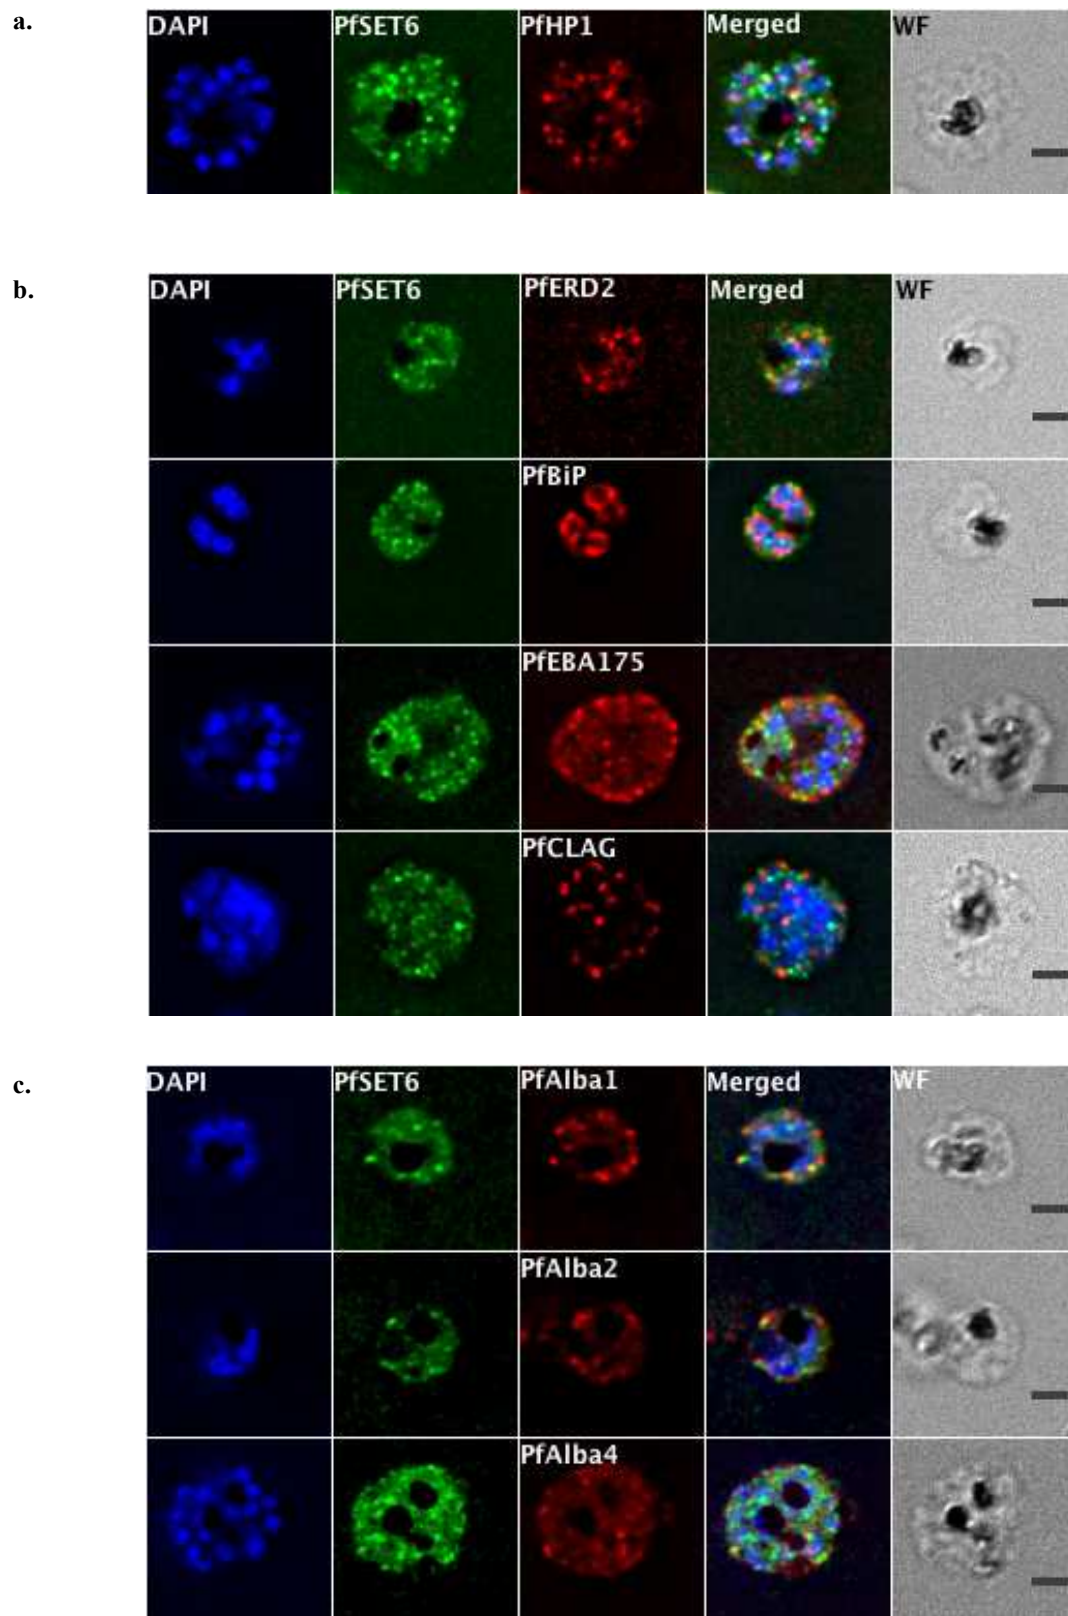 a.
DAPI PfSET6 PfHP1 Merged WF
b.
DAPI PfSET6 PfERD2 Merged WF
PfBiP
PfEBA175
PfCLAG
c.
DAPI PfSET6 PfAlba1 Merged WF
PfAlba2
PfAlba4